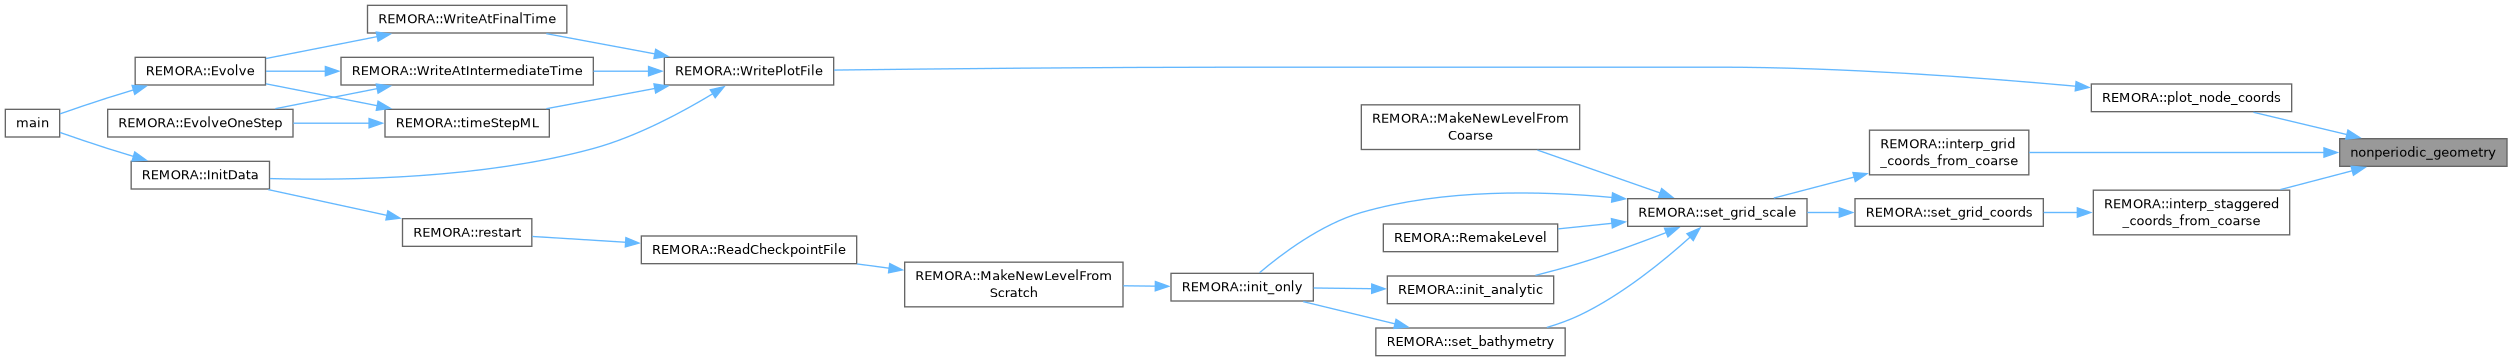 REMORA::WriteAtFinalTime
REMORA::Evolve
REMORA::WriteAtIntermediateTime
REMORA::WritePlotFile
REMORA::plot_node_coords
main
REMORA::EvolveOneStep
REMORA::timeStepML
REMORA::MakeNewLevelFrom
Coarse
REMORA::interp_grid
_coords_from_coarse
nonperiodic_geometry
REMORA::InitData
REMORA::set_grid_scale
REMORA::set_grid_coords
REMORA::interp_staggered
_coords_from_coarse
REMORA::restart
REMORA::RemakeLevel
REMORA::ReadCheckpointFile
REMORA::MakeNewLevelFrom
Scratch
REMORA::init_only
REMORA::init_analytic
REMORA::set_bathymetry